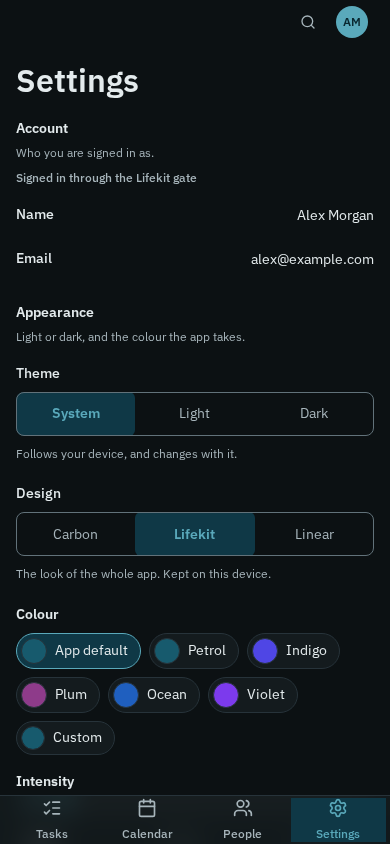 AM
Settings
Account
Who you are signed in as.
Signed in through the Lifekit gate
Name Alex Morgan
Email alex@example.com
Appearance
Light or dark, and the colour the app takes.
Theme
System Light Dark
Follows your device, and changes with it.
Design
Carbon Lifekit Linear
The look of the whole app. Kept on this device.
Colour
App default Petrol Indigo
Plum Ocean Violet
Custom
Intensity
Tasks Calendar People Settings